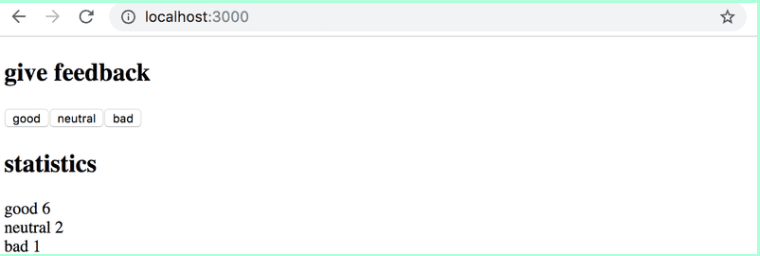 localhost:3000
give feedback
good neutral bad
statistics
good 6
neutral 2
bad 1